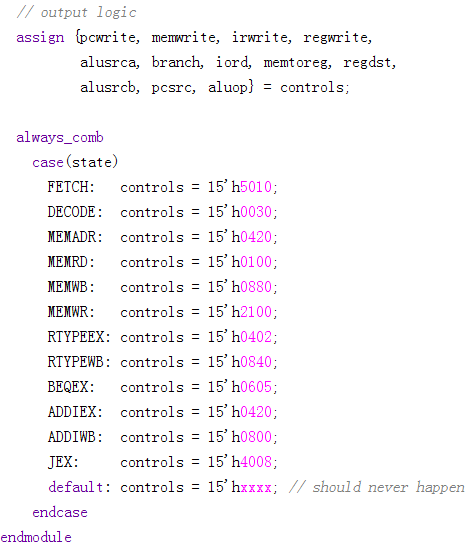 // output logic
assign {pcwrite, memwrite, irwrite, regwrite,
alusrca, branch, iord, memtoreg, regdst,
alusrcb, pcsrc, aluop} = controls;
always_comb
case(state)
FETCH: controls = 15'h5010;
DECODE: controls = 15'h0030;
MEMADR: controls = 15'h0420;
MEMRD: controls = 15'h0100;
MEMWB: controls = 15'h0880;
MEMWR: controls = 15'h2100;
RTYPEEX: controls = 15'h0402;
RTYPEWB: controls = 15'h0840;
BEQEX: controls = 15'h0605;
ADDIEX: controls = 15'h0420;
ADDIWB: controls = 15'h0800;
JEX: controls = 15'h4008;
default: controls = 15'hxxxx; // should never happen
endcase
endmodule